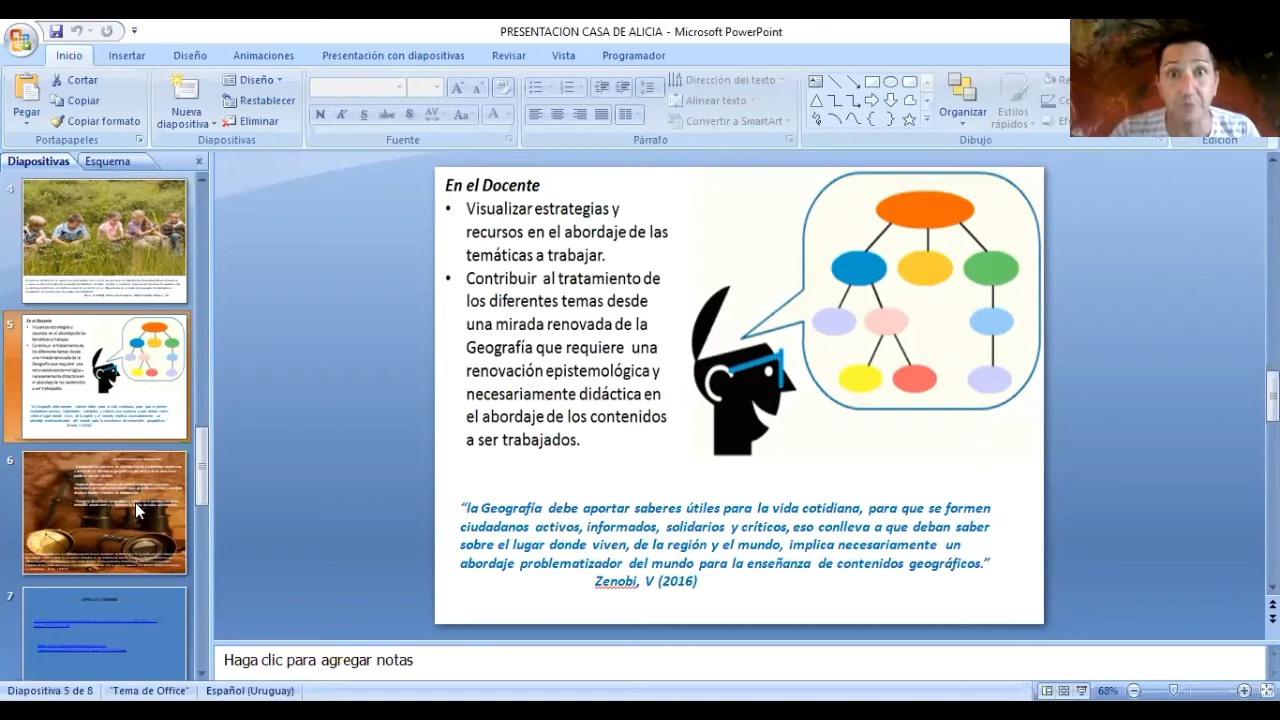 PRESENTACION CASA DE ALICIA - Microsoft PowerPoint
Inicio
Insertar
Diseño
Animaciones
Presentación con diapositivas
Revisar
Vista
Programador
Pegar
Cortar
Copiar
Copiar formato
Portapapeles
Nueva
diapositiva
Diseño
Restablecer
Eliminar
Diapositivas
N K S abc S AV Aa A
Fuente
Párrafo
Dirección del texto
Alinear texto
Convertir a SmartArt
Organizar
Estilos
rápidos
Dibujo
Edición
Diapositivas
Esquema
4
5
6
7
En el Docente
• Visualizar estrategias y
recursos en el abordaje de las
temáticas a trabajar.
• Contribuir al tratamiento de
los diferentes temas desde
una mirada renovada de la
Geografía que requiere una
renovación epistemológica y
necesariamente didáctica en
el abordaje de los contenidos
a ser trabajados.
“la Geografía debe aportar saberes útiles para la vida cotidiana, para que se formen
ciudadanos activos, informados, solidarios y críticos, eso conlleva a que deban saber
sobre el lugar donde viven, de la región y el mundo, implica necesariamente un
abordaje problematizador del mundo para la enseñanza de contenidos geográficos.”
Zenobi, V (2016)
Haga clic para agregar notas
Diapositiva 5 de 8
"Tema de Office"
Español (Uruguay)
68%